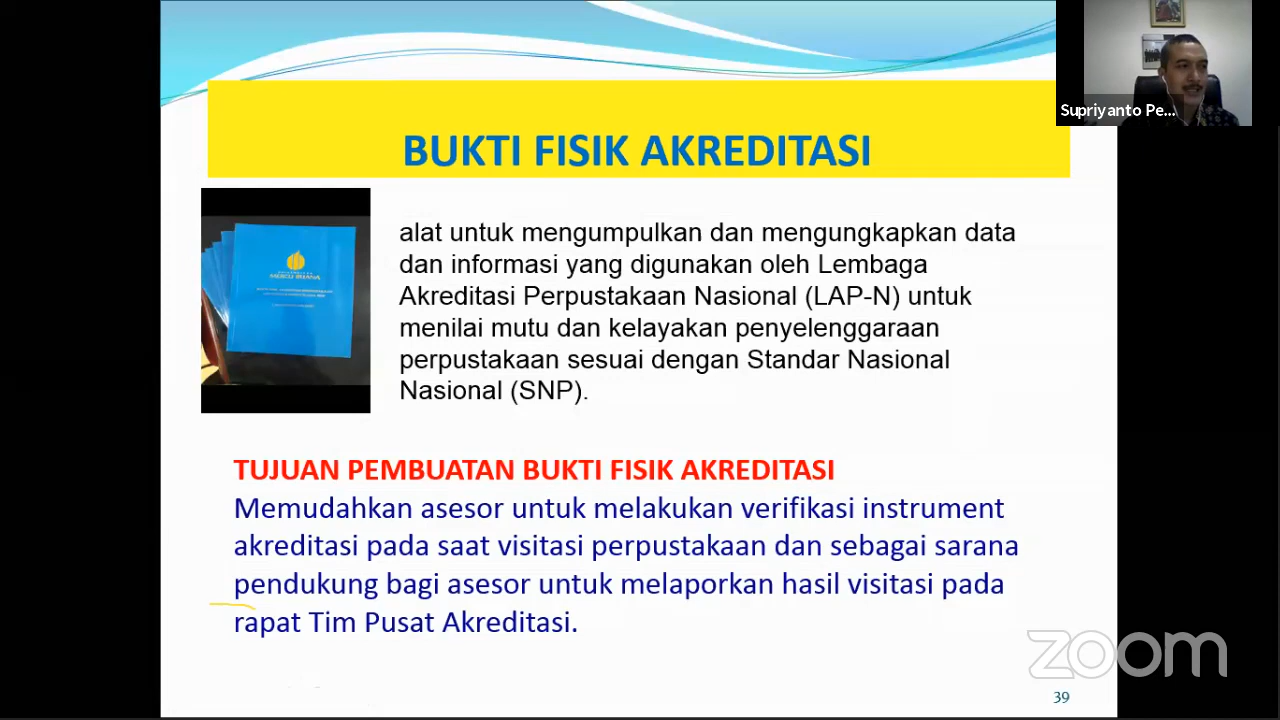 Supriyanto Pe...
BUKTI FISIK AKREDITASI
MERCU BUANA
alat untuk mengumpulkan dan mengungkapkan data
dan informasi yang digunakan oleh Lembaga
Akreditasi Perpustakaan Nasional (LAP-N) untuk
menilai mutu dan kelayakan penyelenggaraan
perpustakaan sesuai dengan Standar Nasional
Nasional (SNP).
TUJUAN PEMBUATAN BUKTI FISIK AKREDITASI
Memudahkan asesor untuk melakukan verifikasi instrument
akreditasi pada saat visitasi perpustakaan dan sebagai sarana
pendukung bagi asesor untuk melaporkan hasil visitasi pada
rapat Tim Pusat Akreditasi.
zoom
39